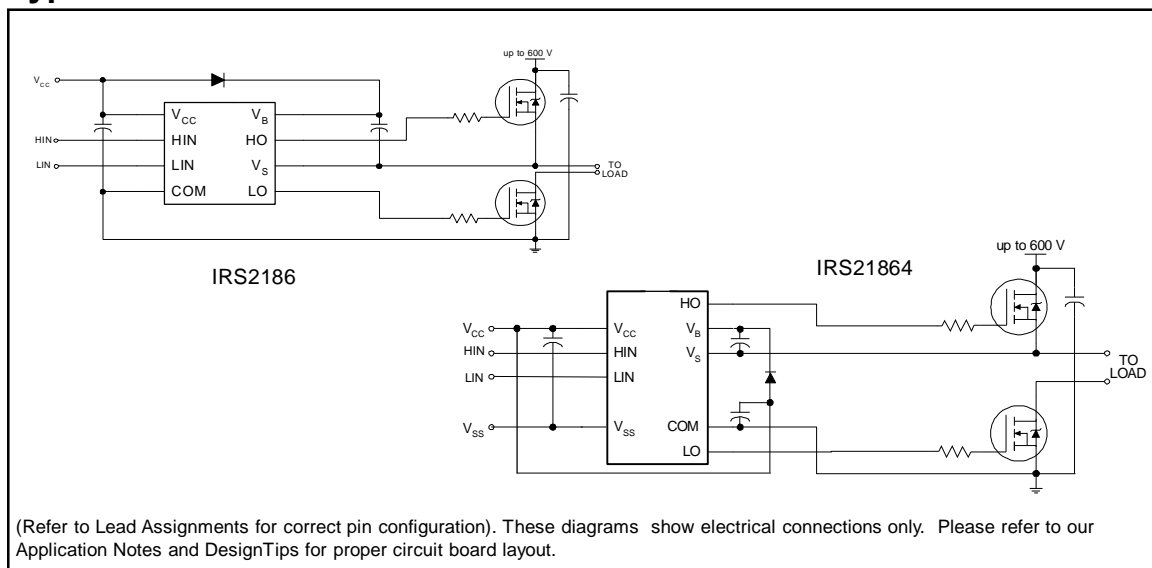 up to 600 V
VCC
VCC
VB
HIN
HIN
HO
LIN
LIN
VS
TO
LOAD
COM
LO
IRS2186
IRS21864
up to 600 V
HO
VCC
VCC
VB
HIN
HIN
VS
LIN
LIN
TO
LOAD
VSS
VSS
COM
LO
(Refer to Lead Assignments for correct pin configuration). These diagrams show electrical connections only. Please refer to our
Application Notes and DesignTips for proper circuit board layout.